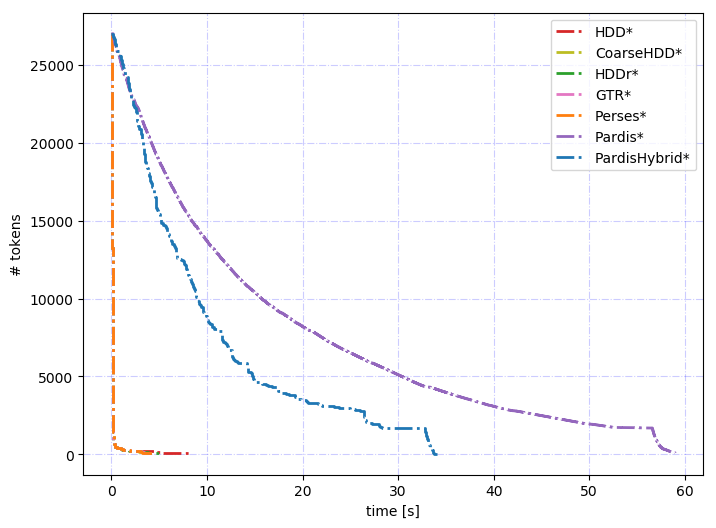 HDD*
CoarseHDD*
HDDr*
GTR*
Perses*
Pardis*
PardisHybrid*
# tokens
25000
20000
15000
10000
5000
0
0 10 20 30 40 50 60
time [s]